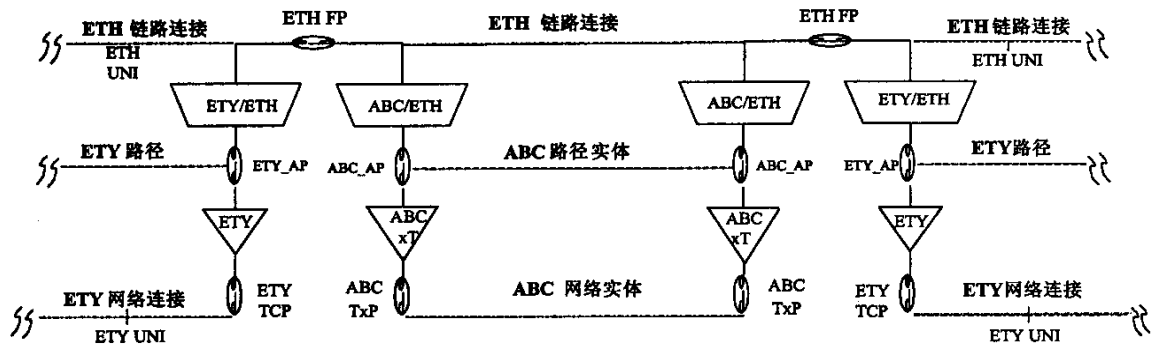 ETH FP
ETH FP
ETH 链路连接
ETH 链路连接
ETH 链路连接
ETH
UNI
ETH UNI
ETY/ETH
ABC/ETH
ABC/ETH
ETY/ETH
ETY 路径
ETY_AP
ABC_AP
ABC 路径实体
ABC_AP
ETY_AP
ETY路径
ETY
ABC
xT
ABC
xT
ETY
ETY 网络连接
ETY UNI
ETY
TCP
ABC
TxP
ABC 网络实体
ABC
TxP
ETY
TCP
ETY网络连接
ETY UNI